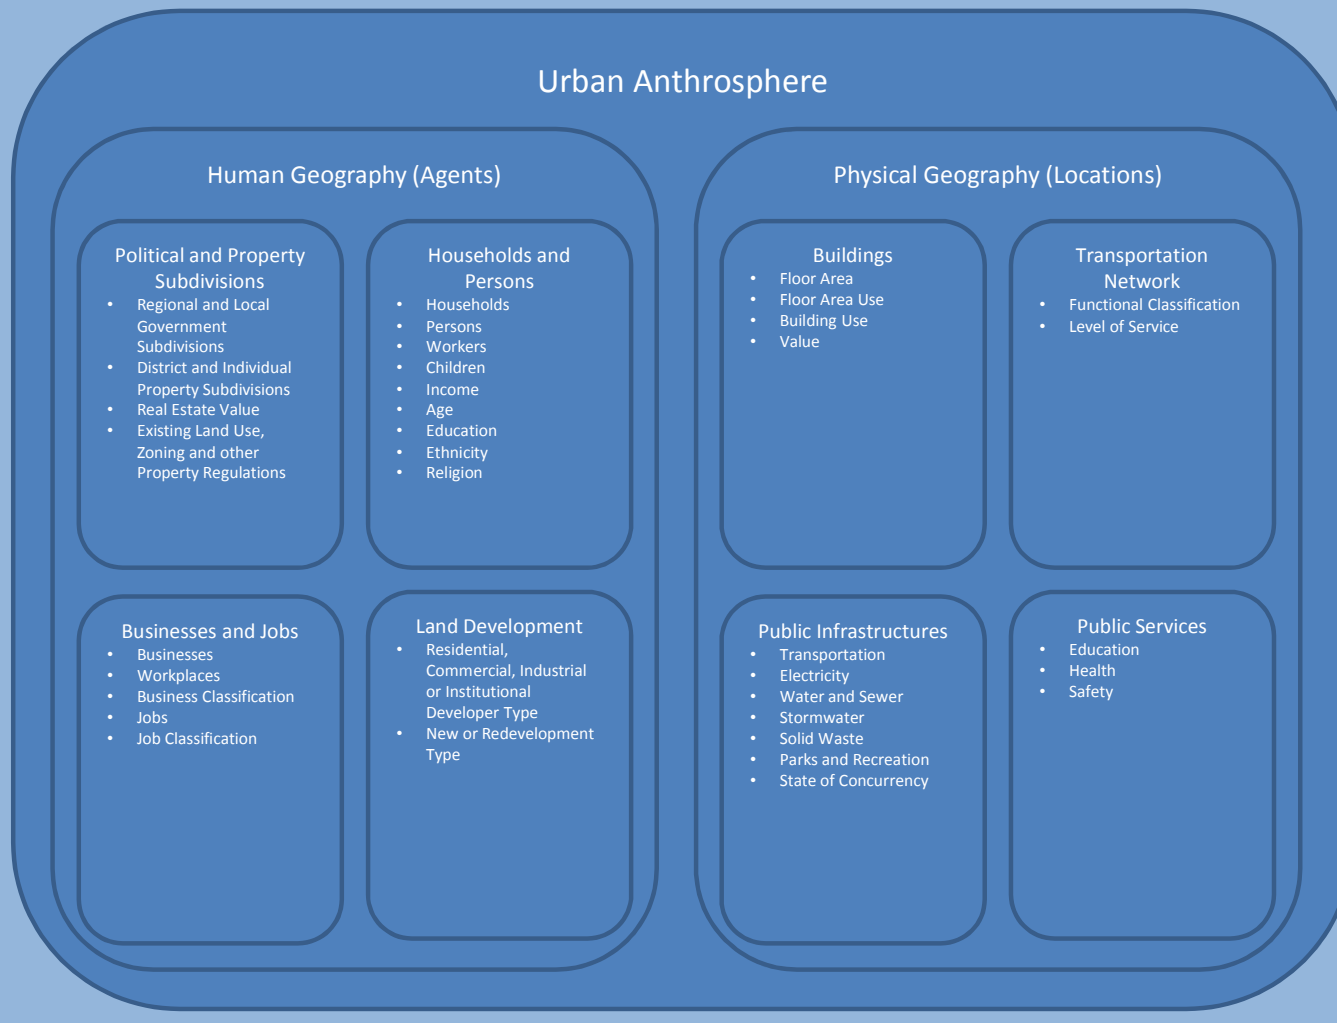 Urban Anthrosphere
Human Geography (Agents)
Political and Property
Subdivisions
• Regional and Local
Government
Subdivisions
• District and Individual
Property Subdivisions
• Real Estate Value
• Existing Land Use,
Zoning and other
Property Regulations
Households and
Persons
• Households
• Persons
• Workers
• Children
• Income
• Age
• Education
• Ethnicity
• Religion
Businesses and Jobs
• Businesses
• Workplaces
• Business Classification
• Jobs
• Job Classification
Land Development
• Residential,
Commercial, Industrial
or Institutional
Developer Type
• New or Redevelopment
Type
Physical Geography (Locations)
Buildings
• Floor Area
• Floor Area Use
• Building Use
• Value
Transportation
Network
• Functional Classification
• Level of Service
Public Infrastructures
• Transportation
• Electricity
• Water and Sewer
• Stormwater
• Solid Waste
• Parks and Recreation
• State of Concurrency
Public Services
• Education
• Health
• Safety